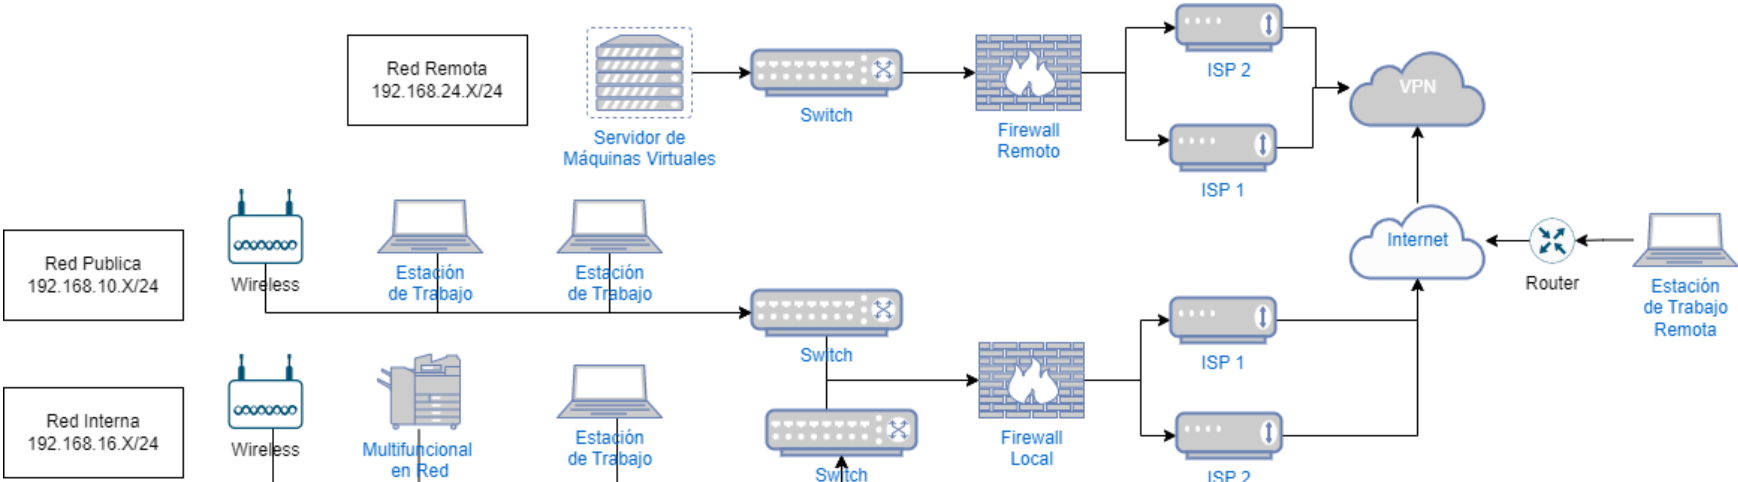 Red Remota
192.168.24.X/24
Servidor de
Máquinas Virtuales
Switch
Firewall
Remoto
ISP 2
ISP 1
VPN
Red Publica
192.168.10.X/24
Wireless
Estación
de Trabajo
Estación
de Trabajo
Switch
Internet
Router
Estación
de Trabajo
Remota
Red Interna
192.168.16.X/24
Wireless
Multifuncional
en Red
Estación
de Trabajo
Switch
Firewall
Local
ISP 1
ISP 2